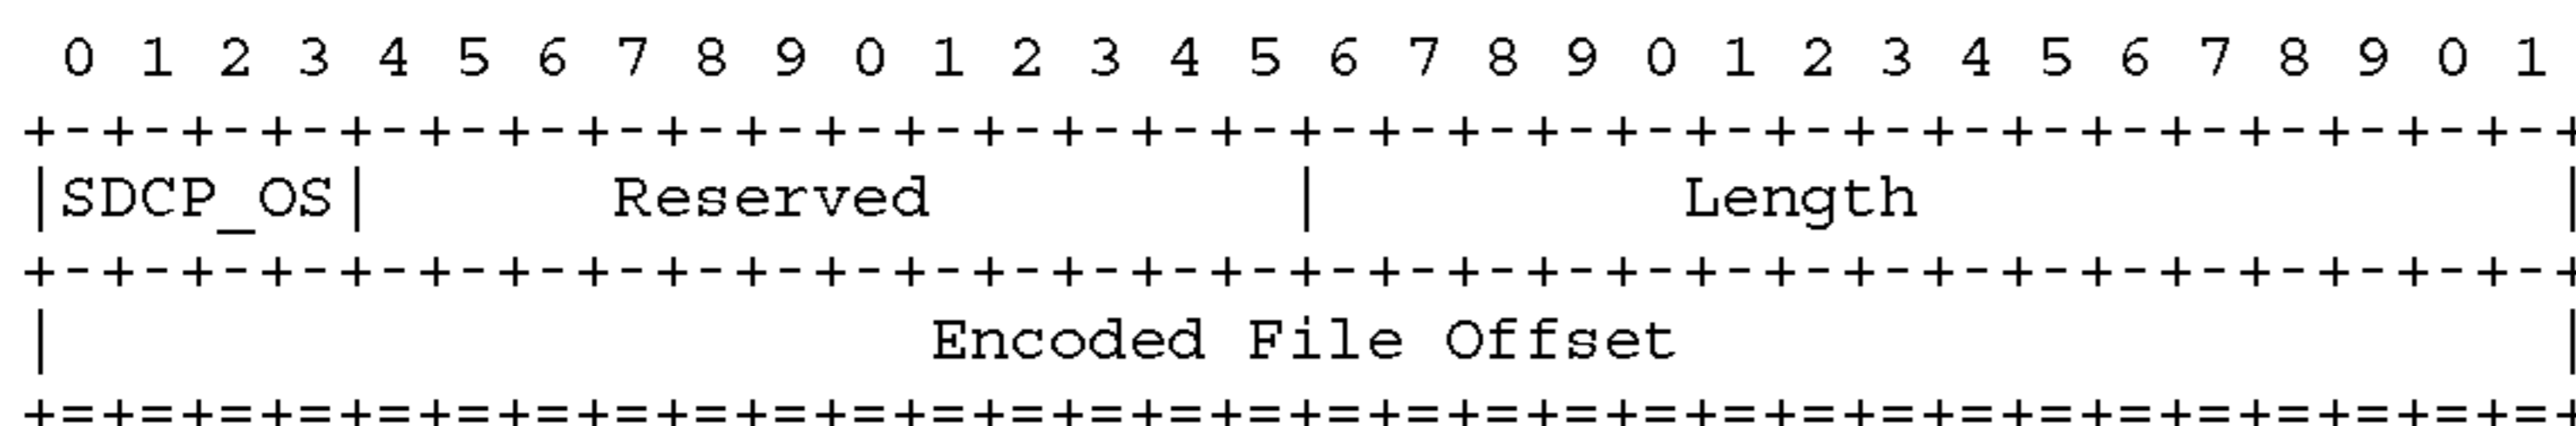 0 1 2 3 4 5 6 7 8 9 0 1 2 3 4 5 6 7 8 9 0 1 2 3 4 5 6 7 8 9 0 1
+-+-+-+-+-+-+-+-+-+-+-+-+-+-+-+-+-+-+-+-+-+-+-+-+-+-+-+-+-+-+-+-+
|SDCP_OS|      Reserved         |         Length                |
+-+-+-+-+-+-+-+-+-+-+-+-+-+-+-+-+-+-+-+-+-+-+-+-+-+-+-+-+-+-+-+-+
|                      Encoded File Offset                      |
+=+=+=+=+=+=+=+=+=+=+=+=+=+=+=+=+=+=+=+=+=+=+=+=+=+=+=+=+=+=+=+=+